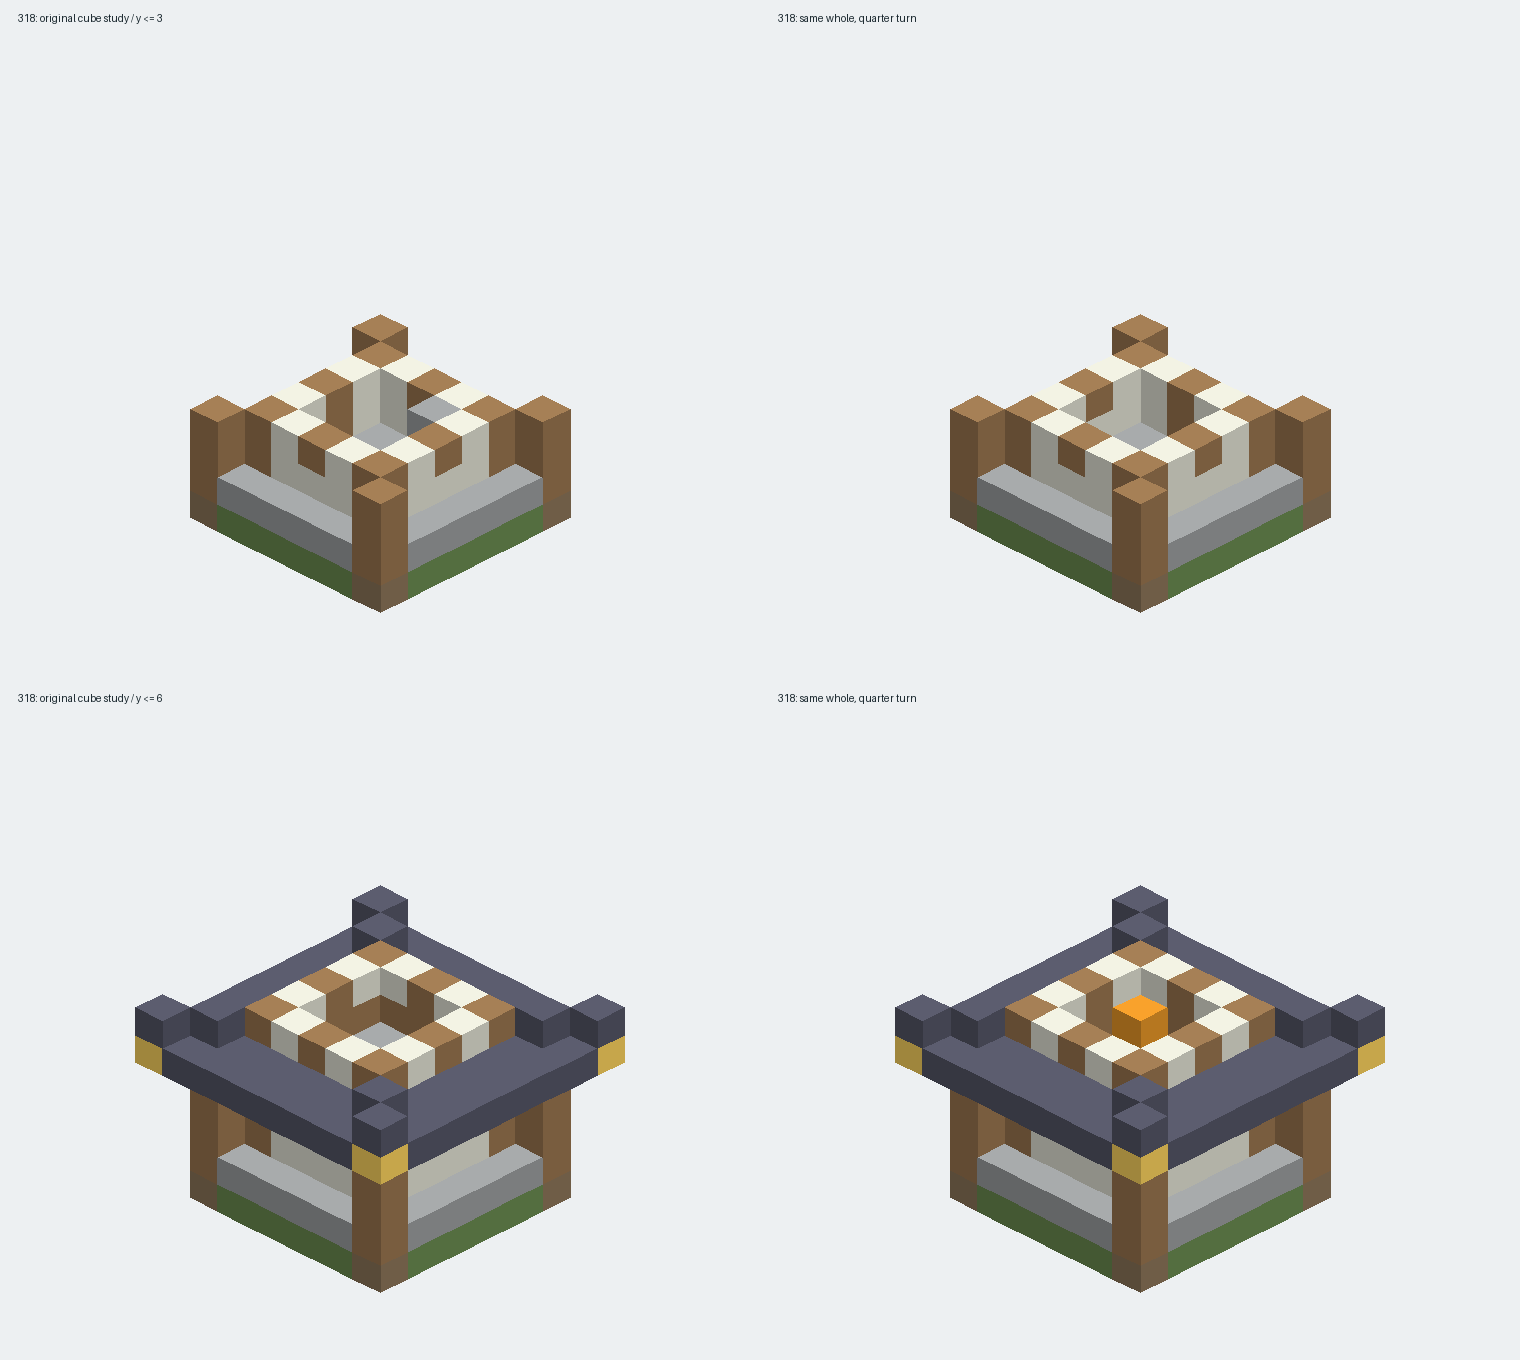 318: original cube study / y <= 3
318: same whole, quarter turn
318: original cube study / y <= 6
318: same whole, quarter turn